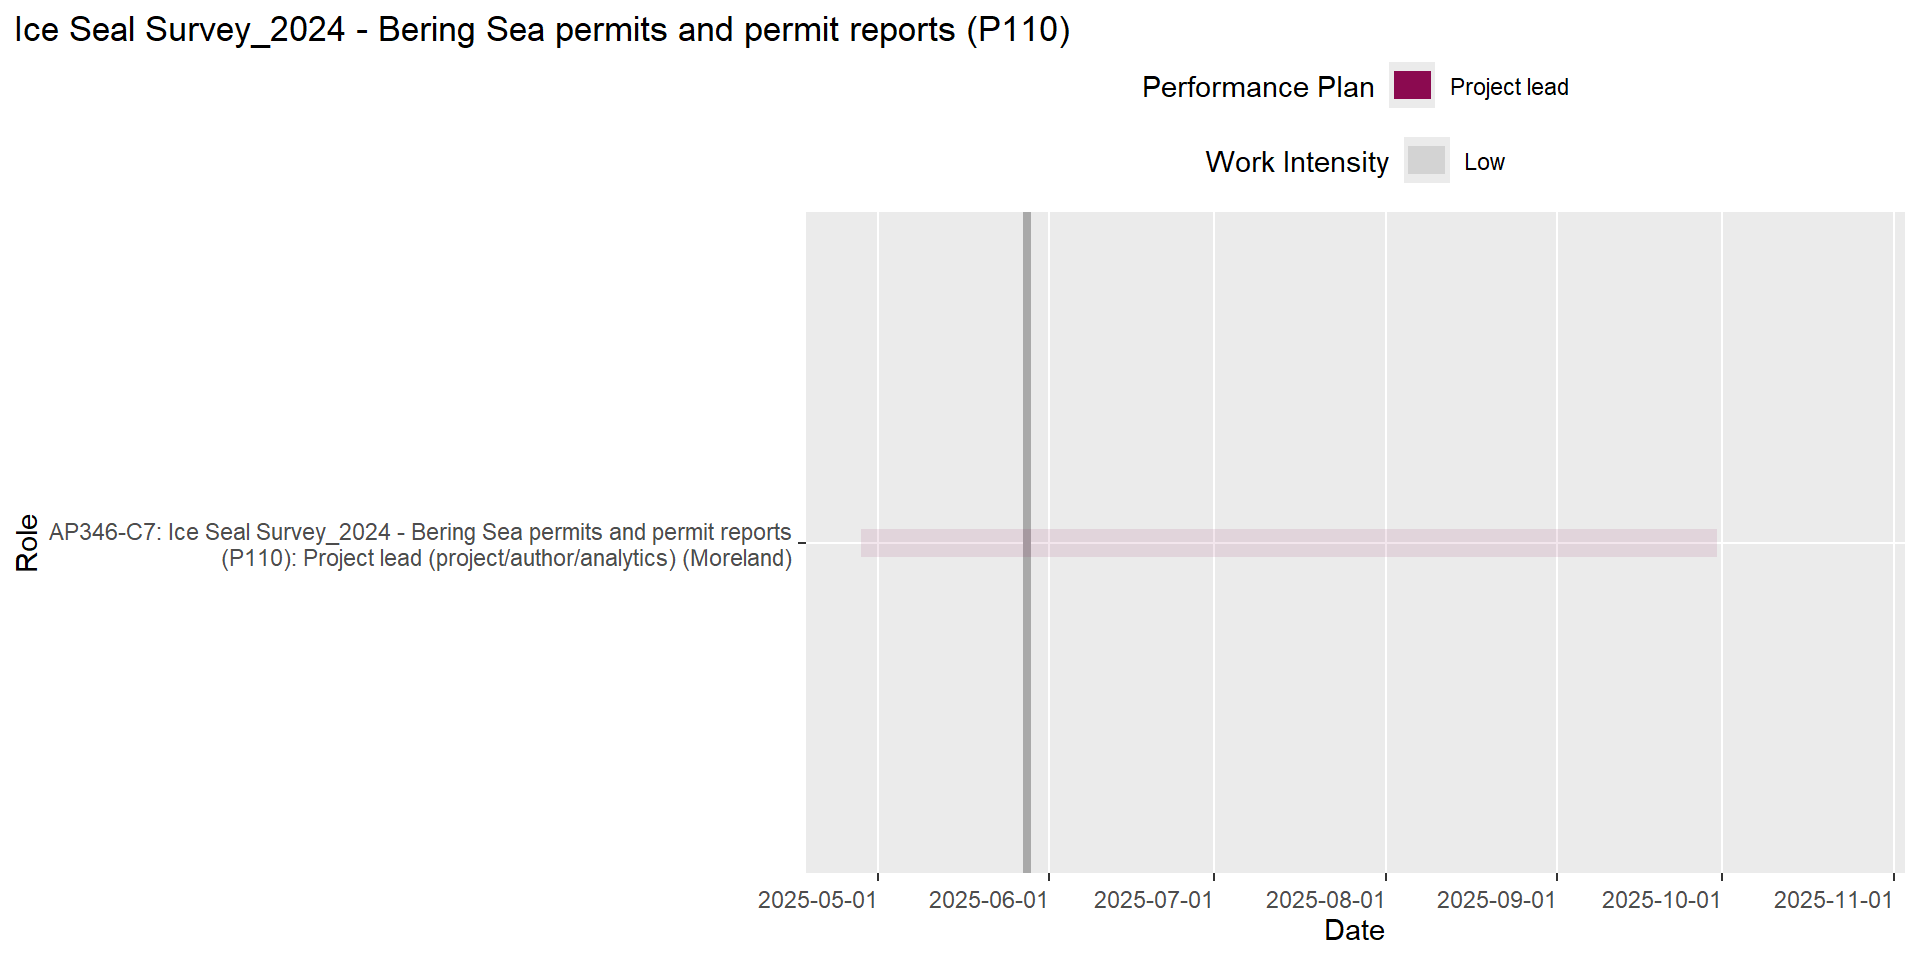 Ice Seal Survey_2024 - Bering Sea permits and permit reports (P110)
Performance Plan Project lead
Work Intensity Low
Role
AP346-C7: Ice Seal Survey_2024 - Bering Sea permits and permit reports
(P110): Project lead (project/author/analytics) (Moreland)
2025-05-01 2025-06-01 2025-07-01 2025-08-01 2025-09-01 2025-10-01 2025-11-01
Date